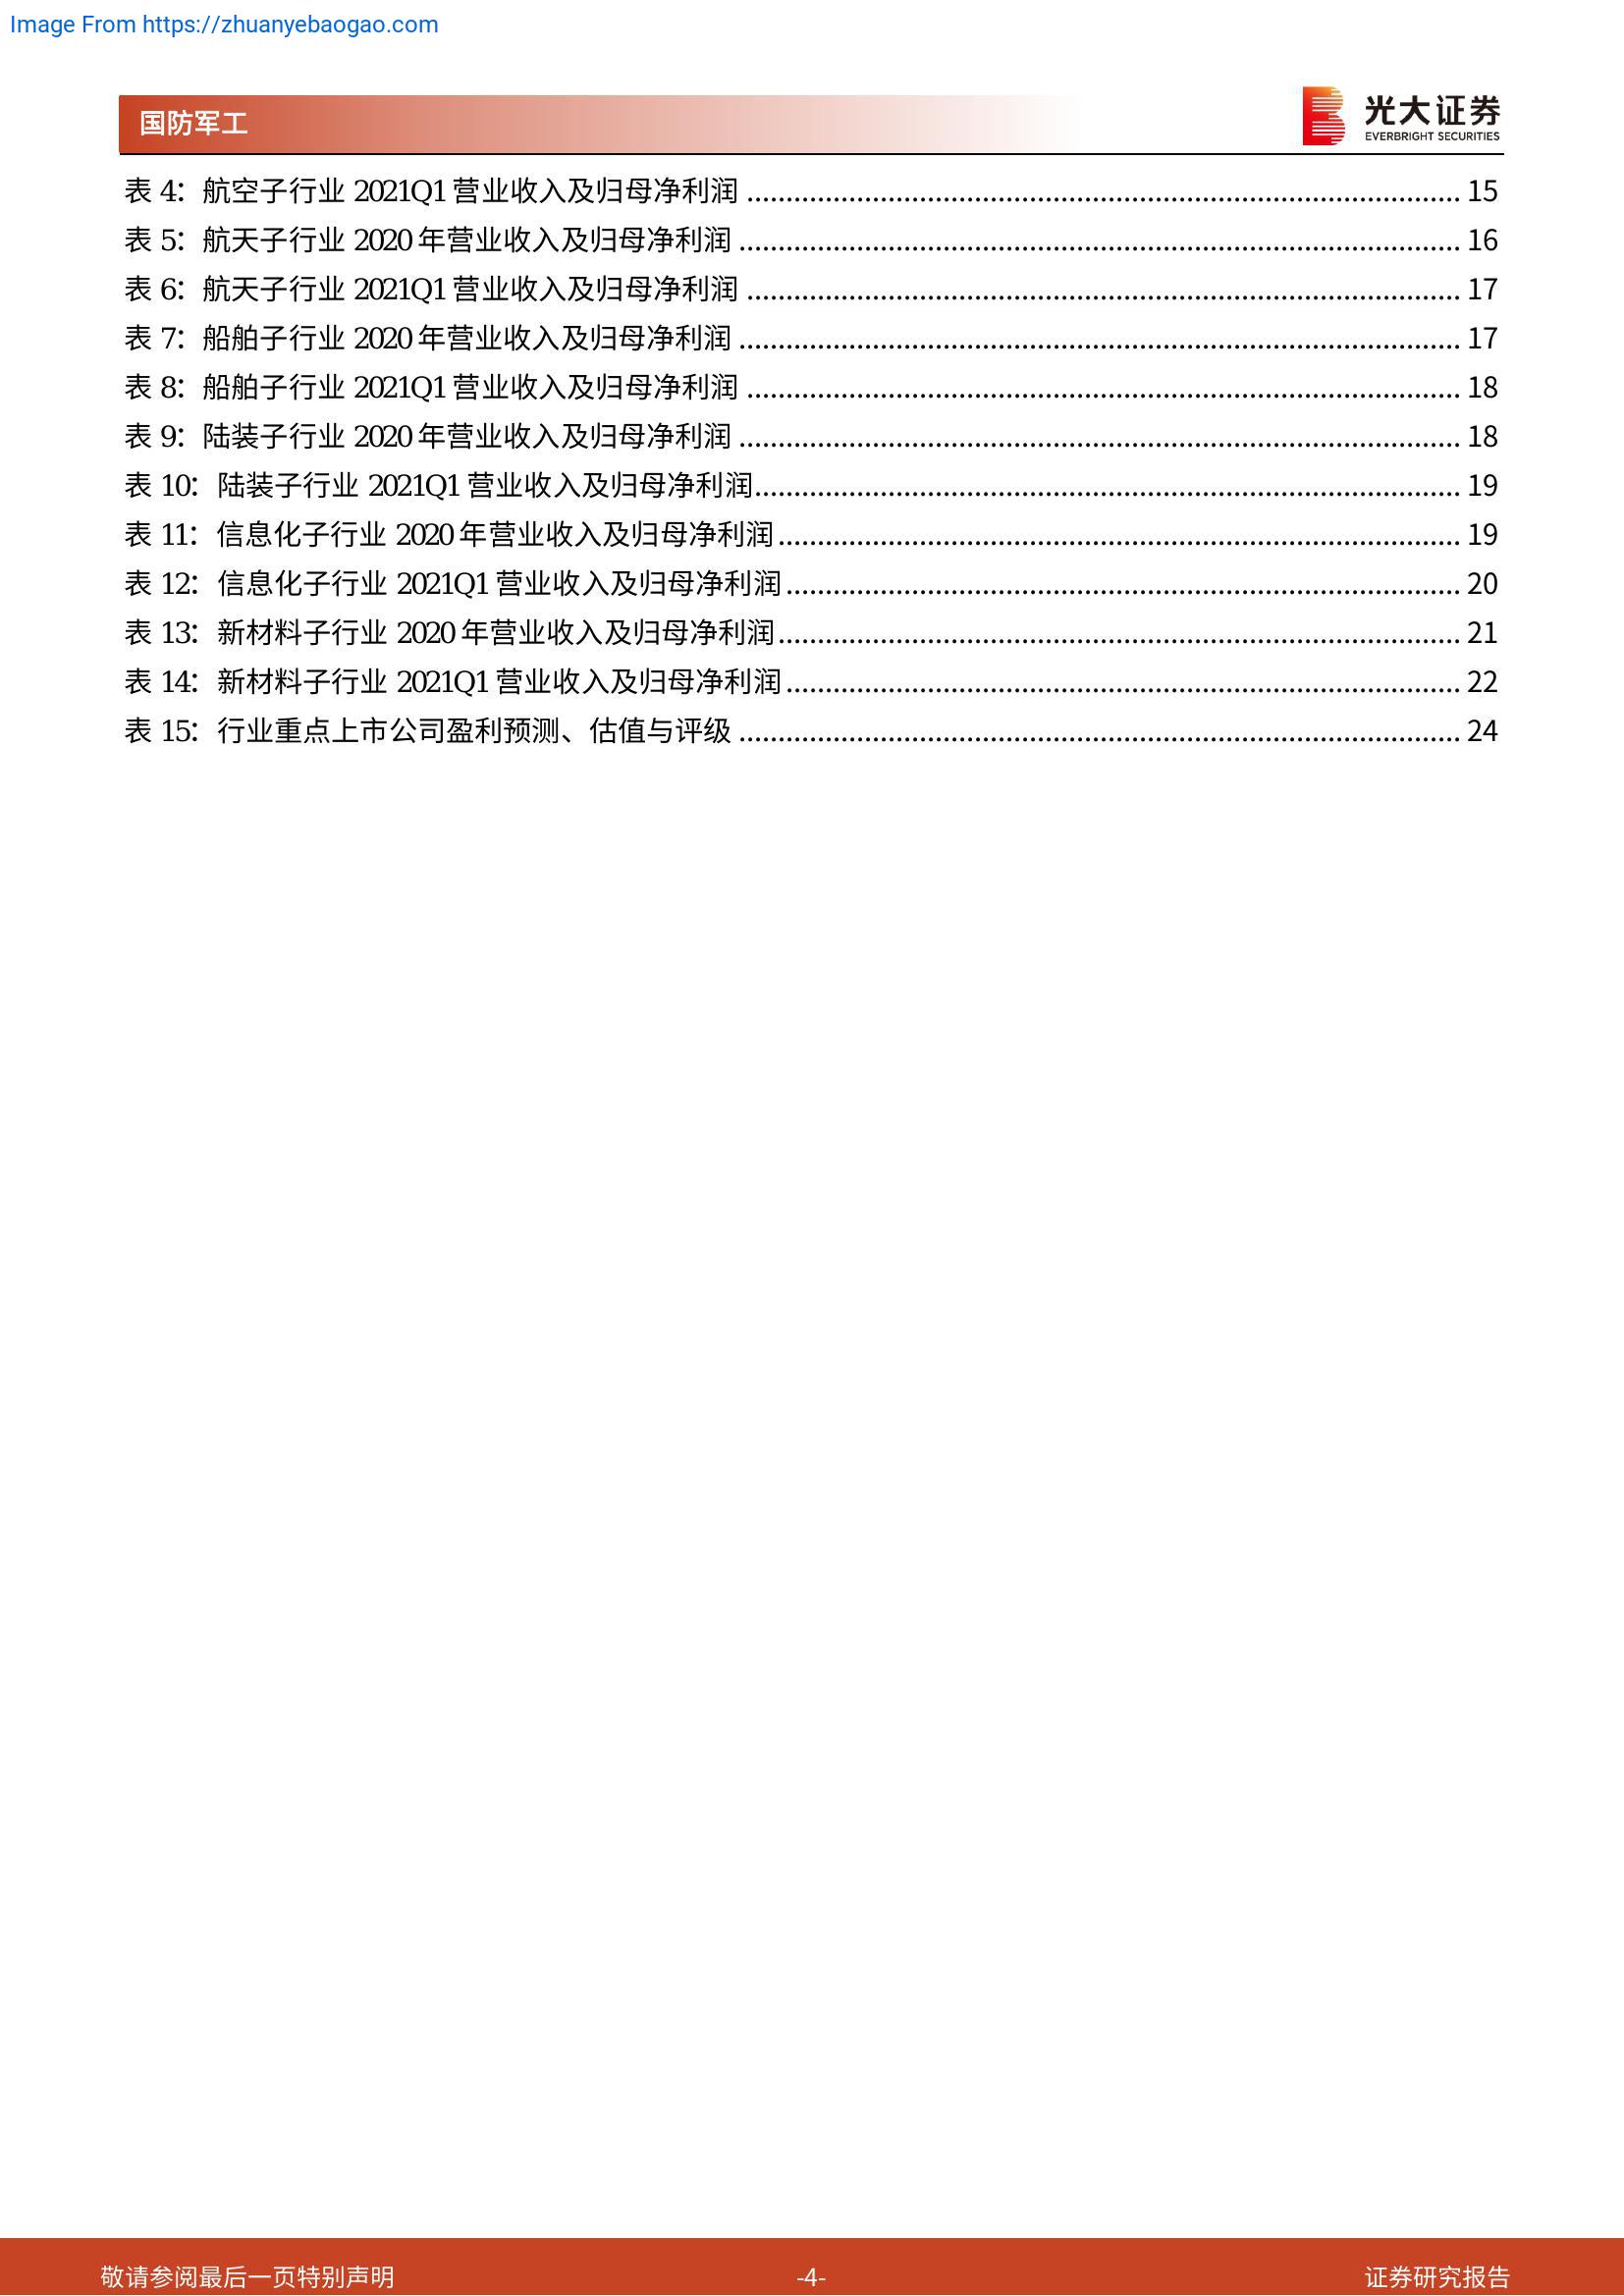 Image From https://zhuanyebaogao.com
国防军工
光大证券
EVERBRIGHT SECURITIES
表 4：航空子行业 2021Q1 营业收入及归母净利润 ........................................ 15
表 5：航天子行业 2020 年营业收入及归母净利润 ........................................ 16
表 6：航天子行业 2021Q1 营业收入及归母净利润 ........................................ 17
表 7：船舶子行业 2020 年营业收入及归母净利润 ........................................ 17
表 8：船舶子行业 2021Q1 营业收入及归母净利润 ........................................ 18
表 9：陆装子行业 2020 年营业收入及归母净利润 ........................................ 18
表 10：陆装子行业 2021Q1 营业收入及归母净利润 ........................................ 19
表 11：信息化子行业 2020 年营业收入及归母净利润 ........................................ 19
表 12：信息化子行业 2021Q1 营业收入及归母净利润 ........................................ 20
表 13：新材料子行业 2020 年营业收入及归母净利润 ........................................ 21
表 14：新材料子行业 2021Q1 营业收入及归母净利润 ........................................ 22
表 15：行业重点上市公司盈利预测、估值与评级 ........................................ 24
敬请参阅最后一页特别声明
-4-
证券研究报告